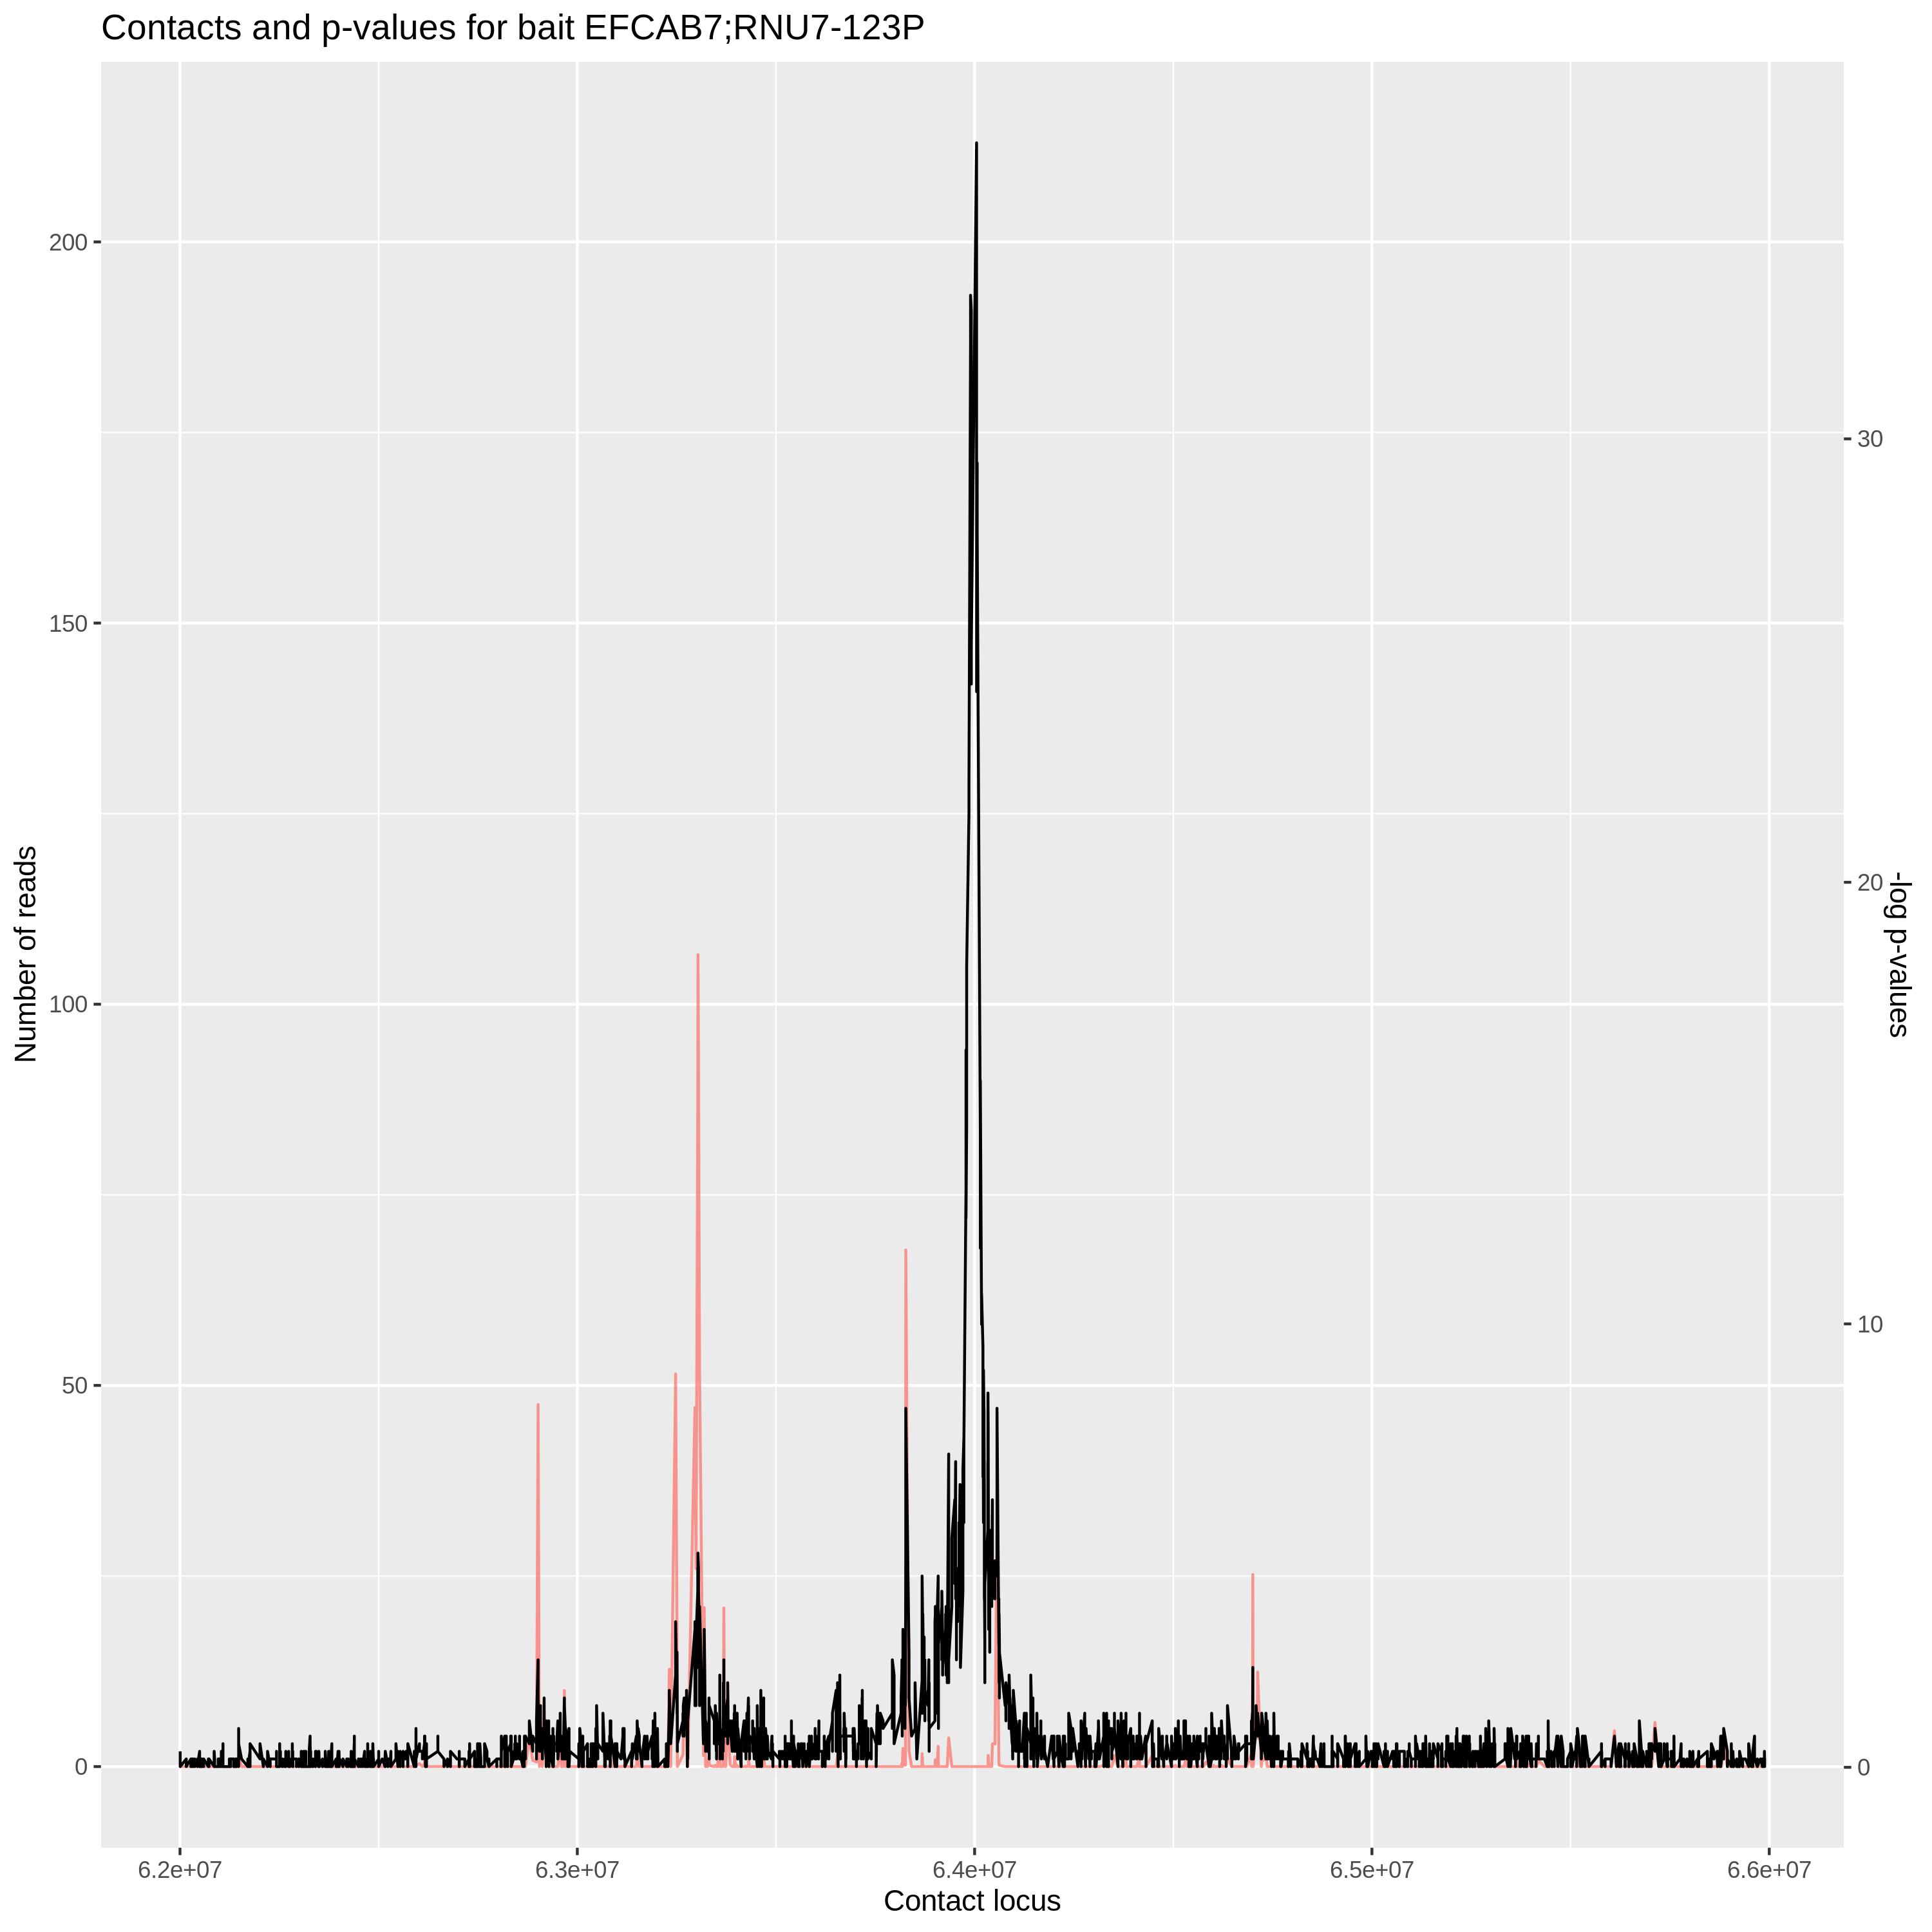 Contacts and p-values for bait EFCAB7;RNU7-123P
200
150
100
50
0
Number of reads
30
20
10
0
-log p-values
6.2e+07
6.3e+07
6.4e+07
6.5e+07
6.6e+07
Contact locus